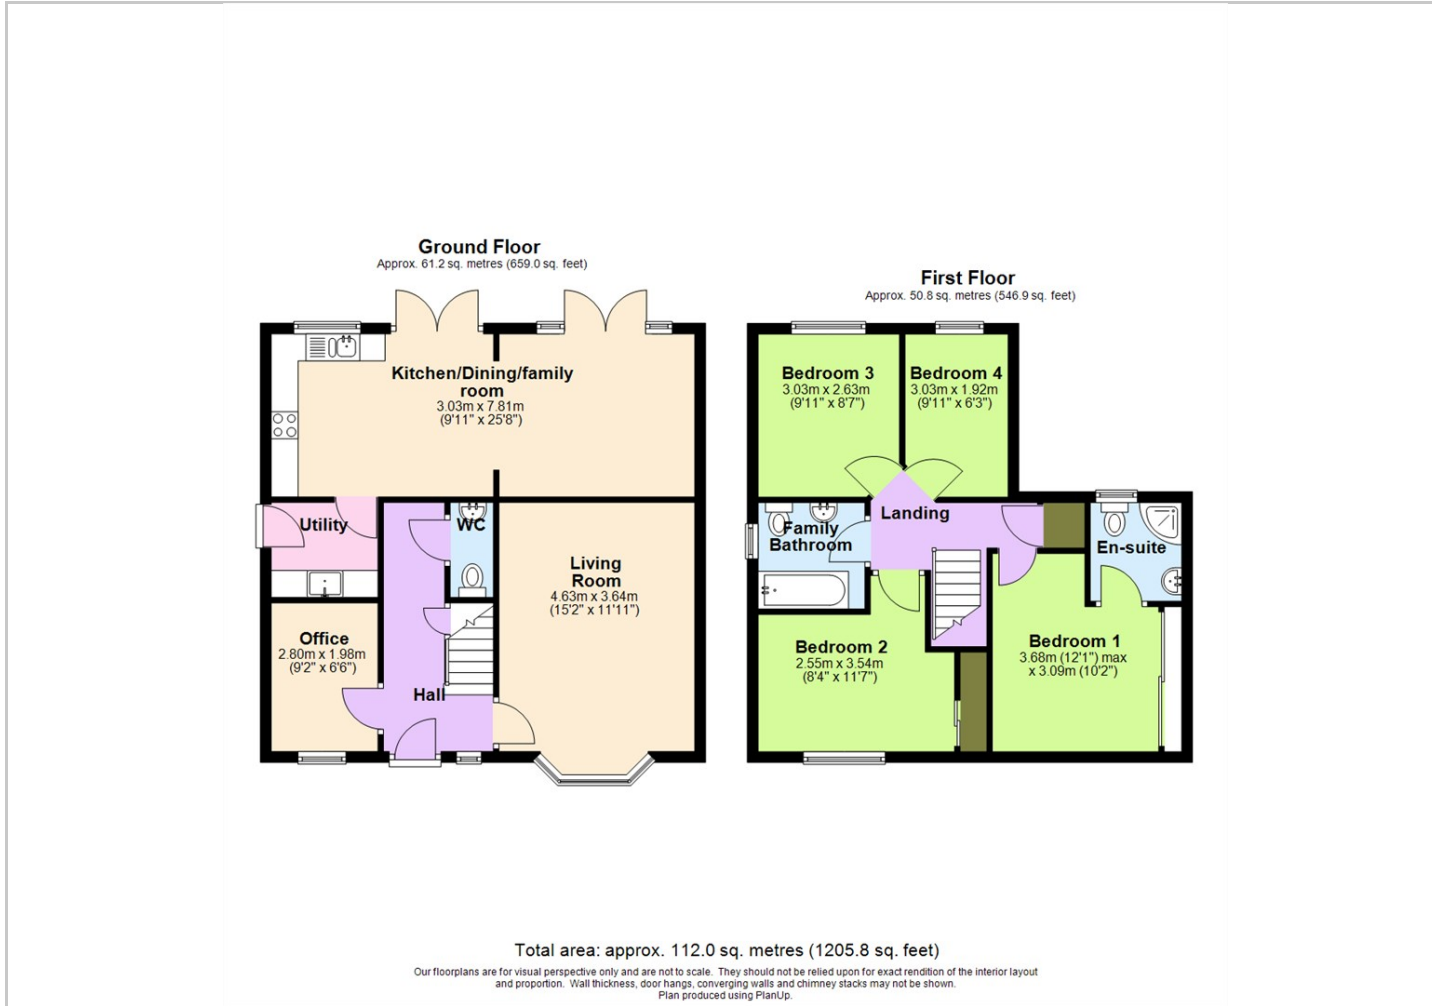 Ground Floor
Approx. 61.2 sq. metres (659.0 sq. feet)
Kitchen/Dining/family
room
3.03m x 7.81m
(9'11" x 25'8")
Utility
WC
Living
Room
4.63m x 3.64m
(15'2" x 11'11")
Office
2.80m x 1.98m
(9'2" x 6'6")
Hall
First Floor
Approx. 50.8 sq. metres (546.9 sq. feet)
Bedroom 3
3.03m x 2.63m
(9'11" x 8'7")
Bedroom 4
3.03m x 1.92m
(9'11" x 6'3")
Landing
Family
Bathroom
En-suite
Bedroom 2
2.55m x 3.54m
(8'4" x 11'7")
Bedroom 1
3.68m (12'1") max
x 3.09m (10'2")
Total area: approx. 112.0 sq. metres (1205.8 sq. feet)
Our floorplans are for visual perspective only and are not to scale. They should not be relied upon for exact rendition of the interior layout
and proportion. Wall thickness, door hangs, converging walls and chimney stacks may not be shown.
Plan produced using PlanUp.